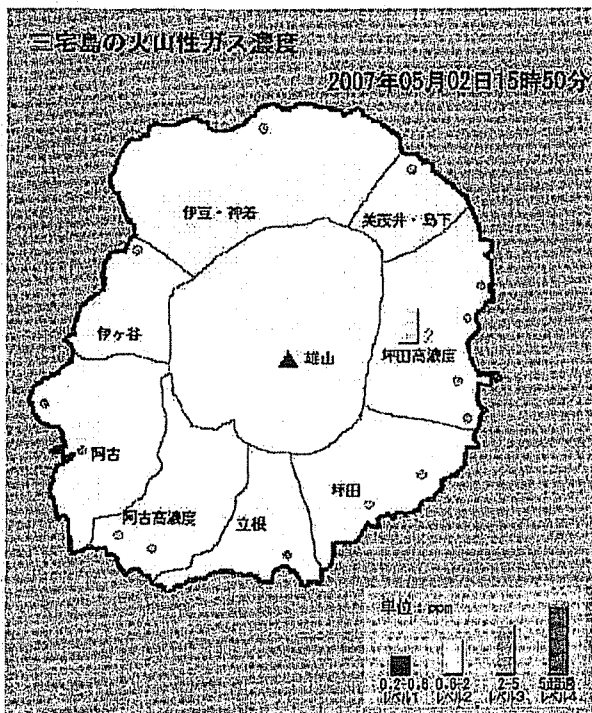 三宅島の火山性ガス濃度
2007年05月02日15時50分
伊豆・神着
美茂井・島下
伊ヶ谷
坪田高濃度
雄山
阿古
坪田
阿古高濃度
立根
単位:ppm
0.2-0.6 0.6-2 2-5 5以上
レベル1 レベル2 レベル3 レベル4